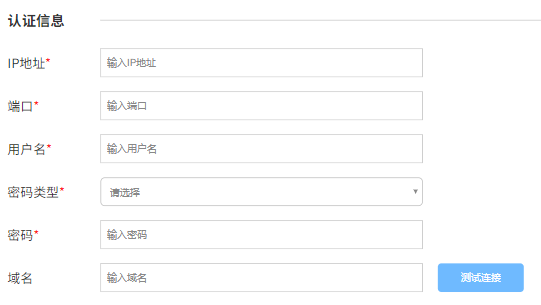 认证信息
IP地址* 输入IP地址
端口* 输入端口
用户名* 输入用户名
密码类型* 请选择
密码* 输入密码
域名 输入域名 测试连接